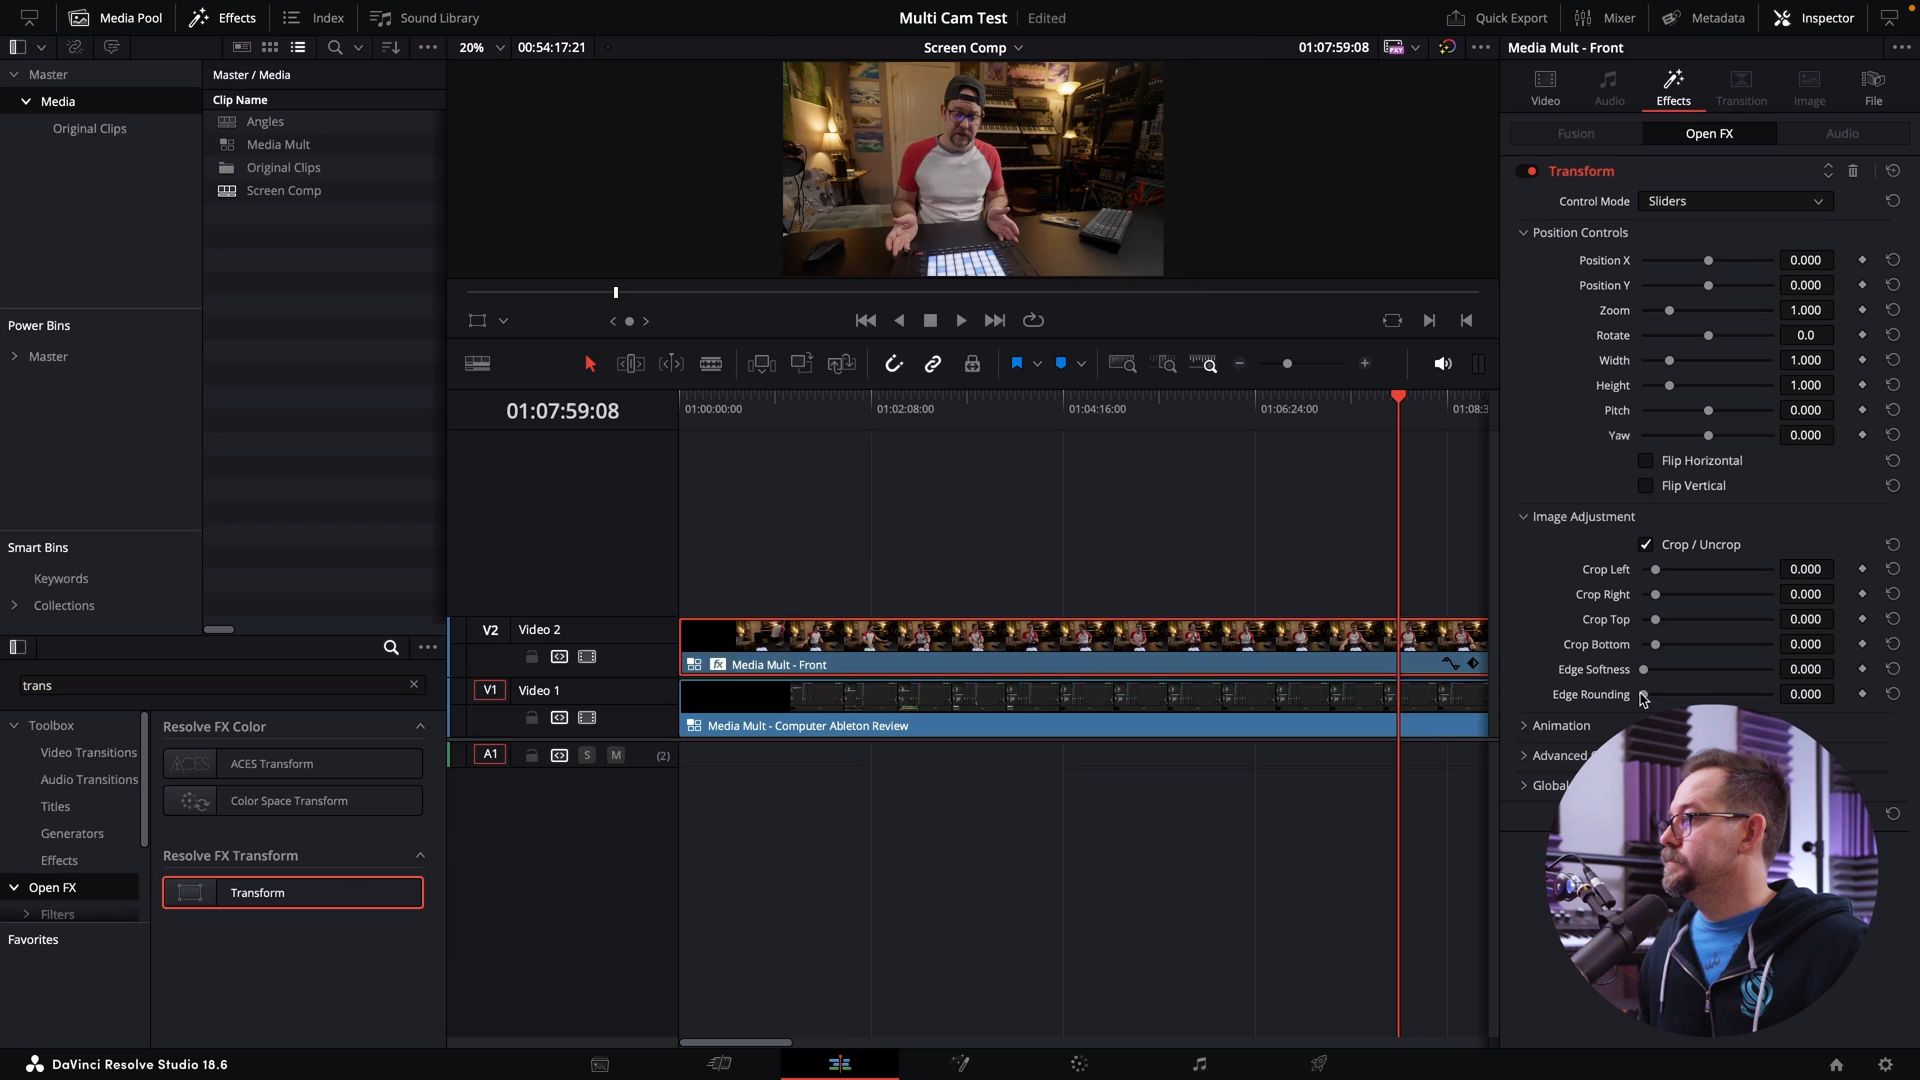 Media Pool
Effects
Index
Sound Library
Multi Cam Test
Edited
Quick Export
Mixer
Metadata
Inspector
20%
00:54:17:21
Screen Comp
01:07:59:08
PXY
Media Mult - Front
Master
Media
Original Clips
Master / Media
Clip Name
Angles
Media Mult
Original Clips
Screen Comp
Power Bins
Master
Smart Bins
Keywords
Collections
Video
Audio
Effects
Transition
Image
File
Fusion
Open FX
Audio
Transform
Control Mode
Sliders
Position Controls
Position X 0.000
Position Y 0.000
Zoom 1.000
Rotate 0.0
Width 1.000
Height 1.000
Pitch 0.000
Yaw 0.000
Flip Horizontal
Flip Vertical
Image Adjustment
Crop / Uncrop
Crop Left 0.000
Crop Right 0.000
Crop Top 0.000
Crop Bottom 0.000
Edge Softness 0.000
Edge Rounding 0.000
Animation
Advanced
Global
01:07:59:08
01:00:00:00
01:02:08:00
01:04:16:00
01:06:24:00
01:08:3
V2 Video 2
fx Media Mult - Front
V1 Video 1
Media Mult - Computer Ableton Review
A1
S
M
(2)
trans
Toolbox
Video Transitions
Audio Transitions
Titles
Generators
Effects
Open FX
Filters
Favorites
Resolve FX Color
ACES
ACES Transform
Color Space Transform
Resolve FX Transform
Transform
DaVinci Resolve Studio 18.6